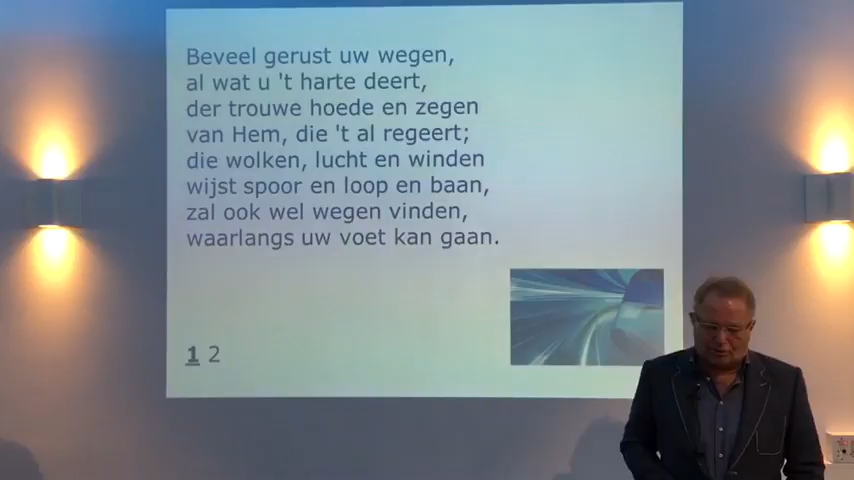 Beveel gerust uw wegen,
al wat u 't harte deert,
der trouwe hoede en zegen
van Hem, die 't al regeert;
die wolken, lucht en winden
wijst spoor en loop en baan,
zal ook wel wegen vinden,
waarlangs uw voet kan gaan.
1 2